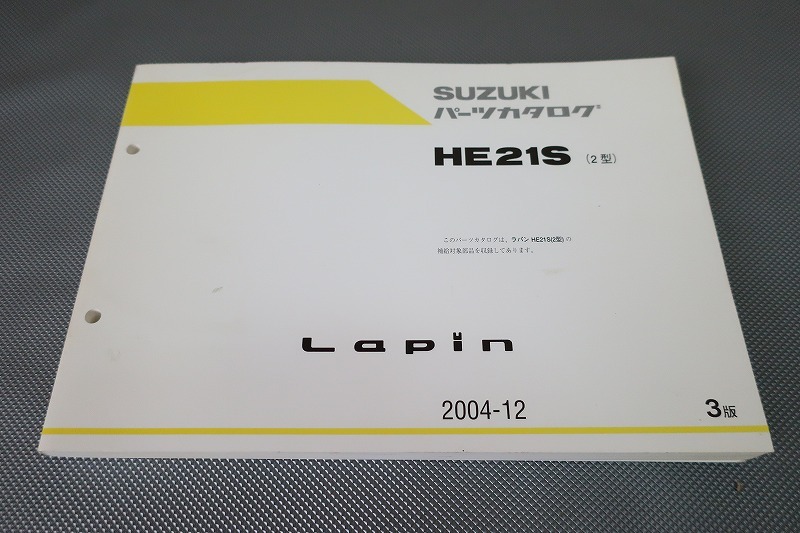 SUZUKI
パーツカタログ
HE21S (2型)
このパーツカタログは、ラパン HE21S(2型) の
補給対象部品を収録してあります。
Lapin
2004-12
3版